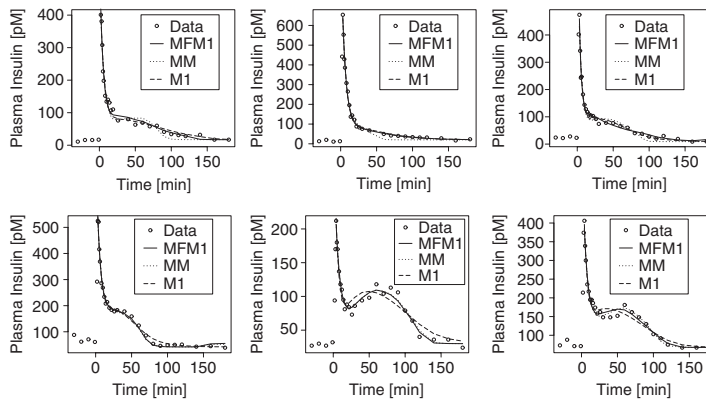 Plasma Insulin [pM]
400
300
200
100
0
0 50 100 150
Time [min]
Data
MFM1
MM
M1
Plasma Insulin [pM]
600
500
400
300
200
100
0
0 50 100 150
Time [min]
Data
MFM1
MM
M1
Plasma Insulin [pM]
400
300
200
100
0
0 50 100 150
Time [min]
Data
MFM1
MM
M1
Plasma Insulin [pM]
500
400
300
200
100
0 50 100 150
Time [min]
Data
MFM1
MM
M1
Plasma Insulin [pM]
200
150
100
50
0 50 100 150
Time [min]
Data
MFM1
MM
M1
Plasma Insulin [pM]
400
350
300
250
200
150
100
0 50 100 150
Time [min]
Data
MFM1
MM
M1